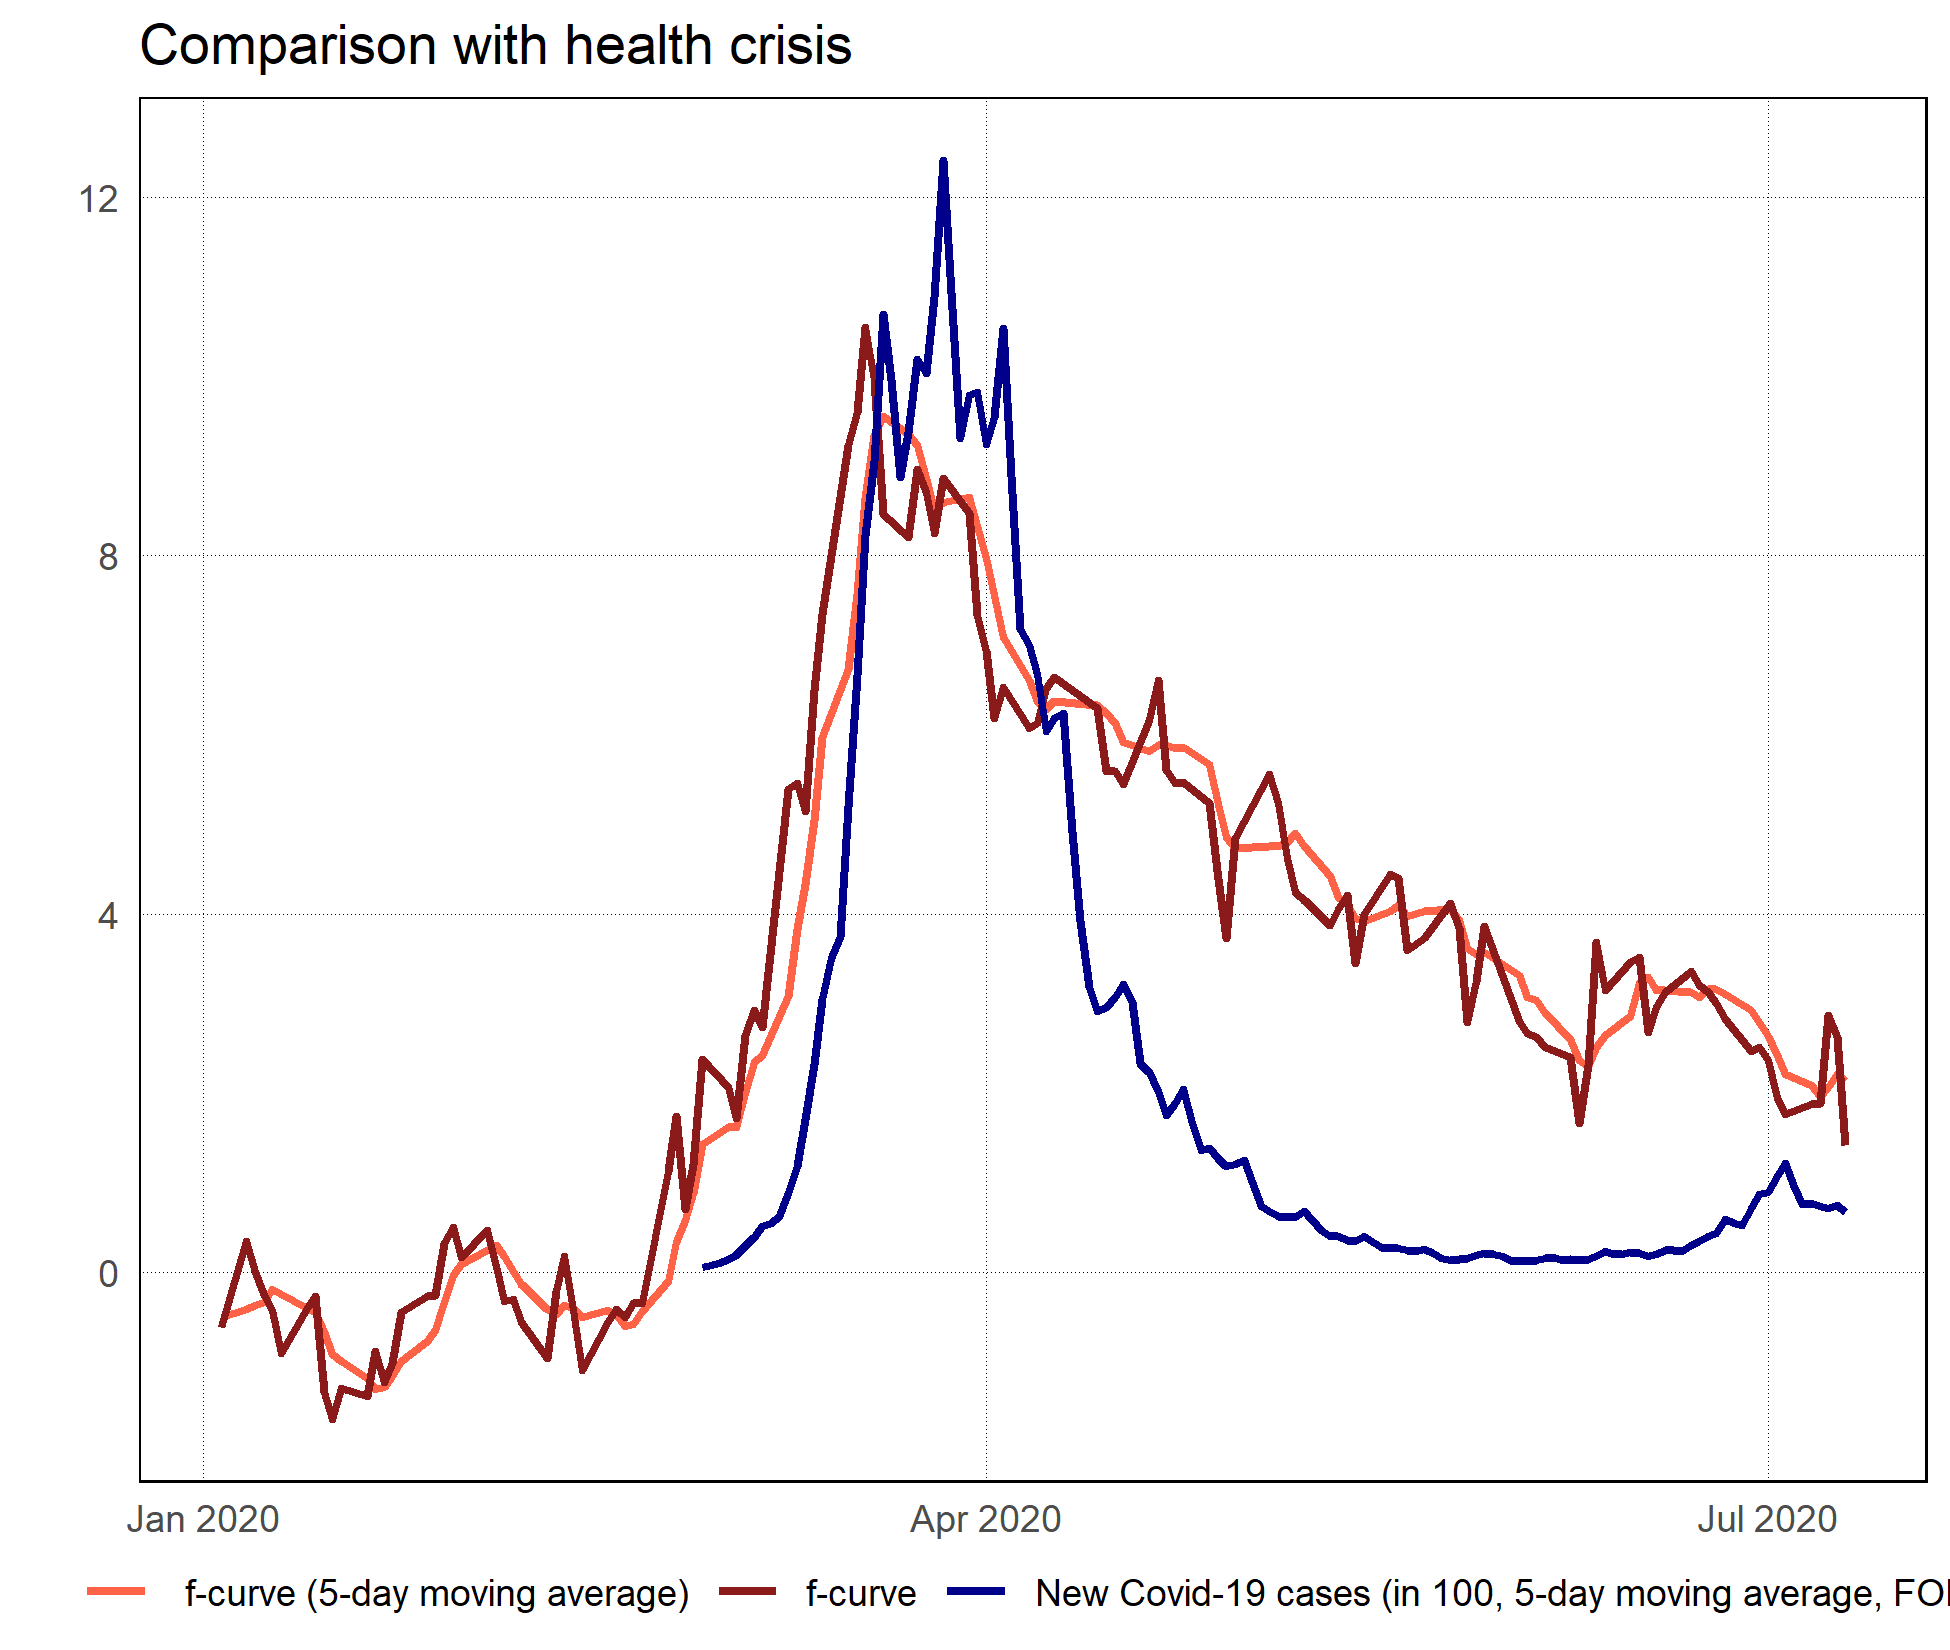 Comparison with health crisis
12
8
4
0
Jan 2020 Apr 2020 Jul 2020
f-curve (5-day moving average) f-curve New Covid-19 cases (in 100, 5-day moving average,